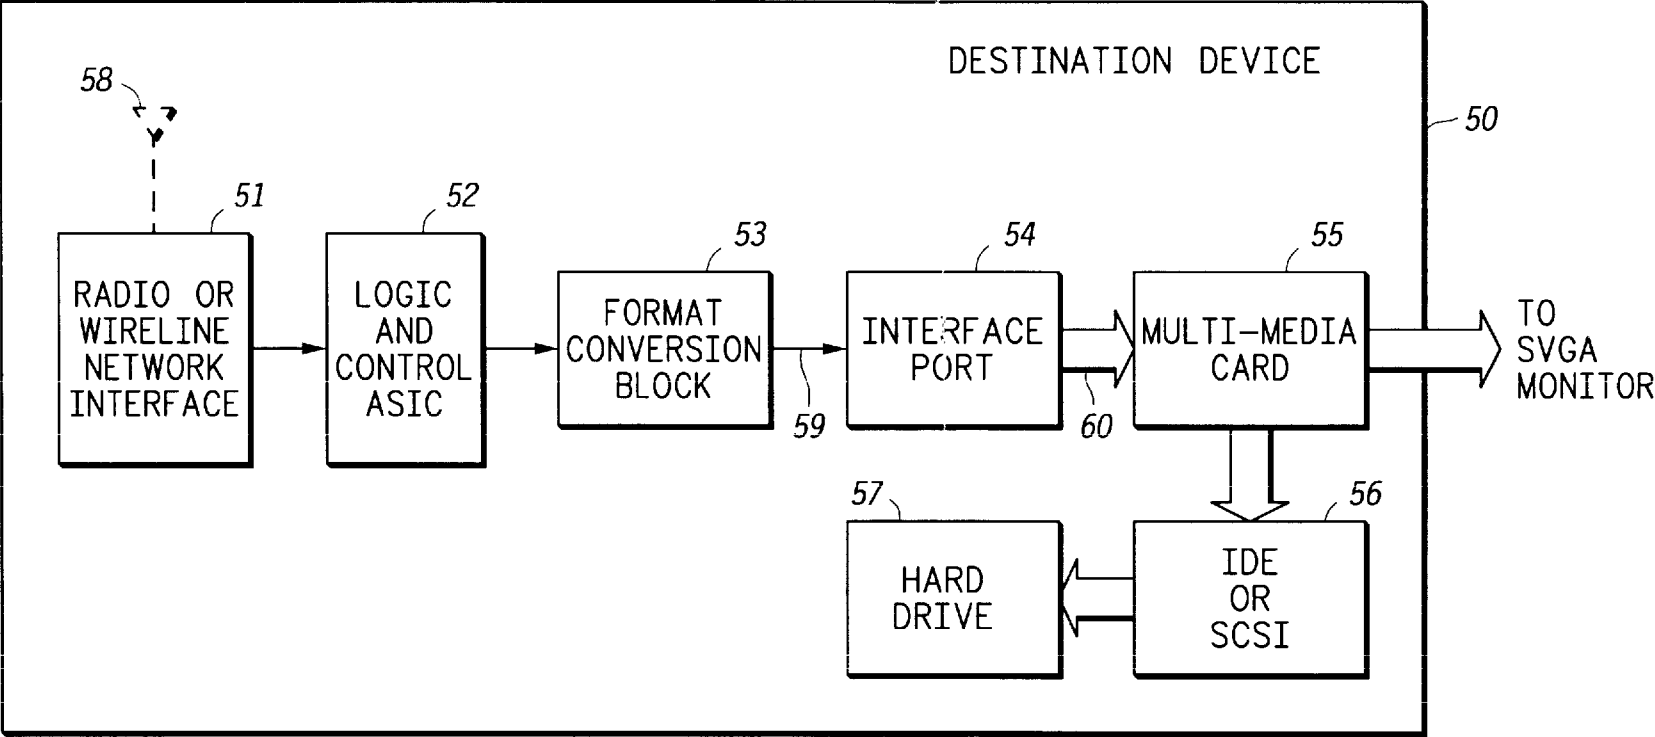 DESTINATION DEVICE
58
50
51
52
53
54
55
RADIO OR
WIRELINE
NETWORK
INTERFACE
LOGIC
AND
CONTROL
ASIC
FORMAT
CONVERSION
BLOCK
59
INTERFACE
PORT
60
MULTI-MEDIA
CARD
TO
SVGA
MONITOR
57
56
HARD
DRIVE
IDE
OR
SCSI